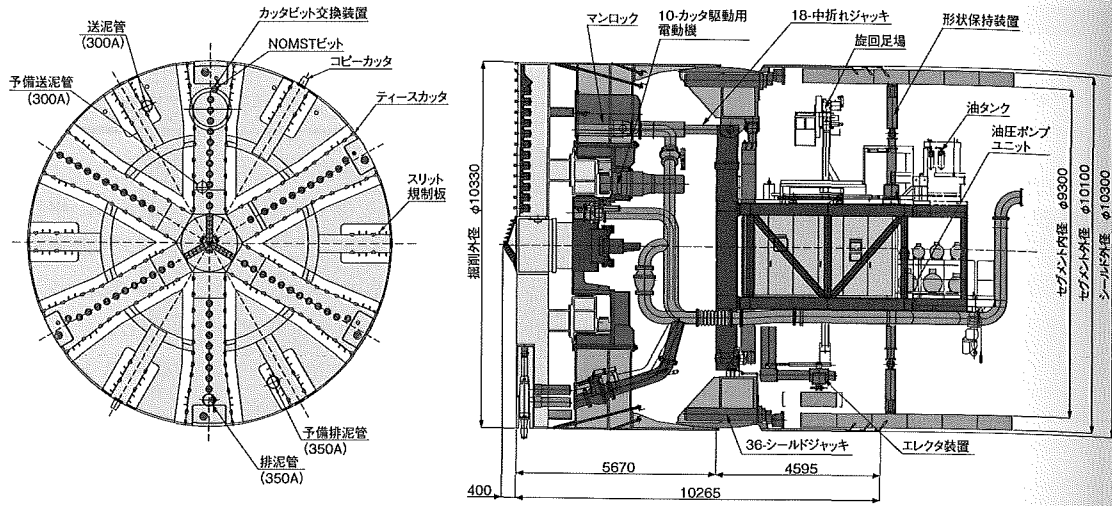 送泥管
(300A)
カッタビット交換装置
NOMSTビット
コピーカッタ
予備送泥管
(300A)
ティースカッタ
スリット
規制板
予備排泥管
(350A)
排泥管
(350A)
マンロック
10-カッタ駆動用
電動機
18-中折れジャッキ
旋回足場
形状保持装置
油タンク
油圧ポンプ
ユニット
掘削外径 φ10330
セグメント内径 φ9300
セグメント外径 φ10100
シールド外径 φ10300
36-シールドジャッキ
エレクタ装置
5670
4595
400
10265